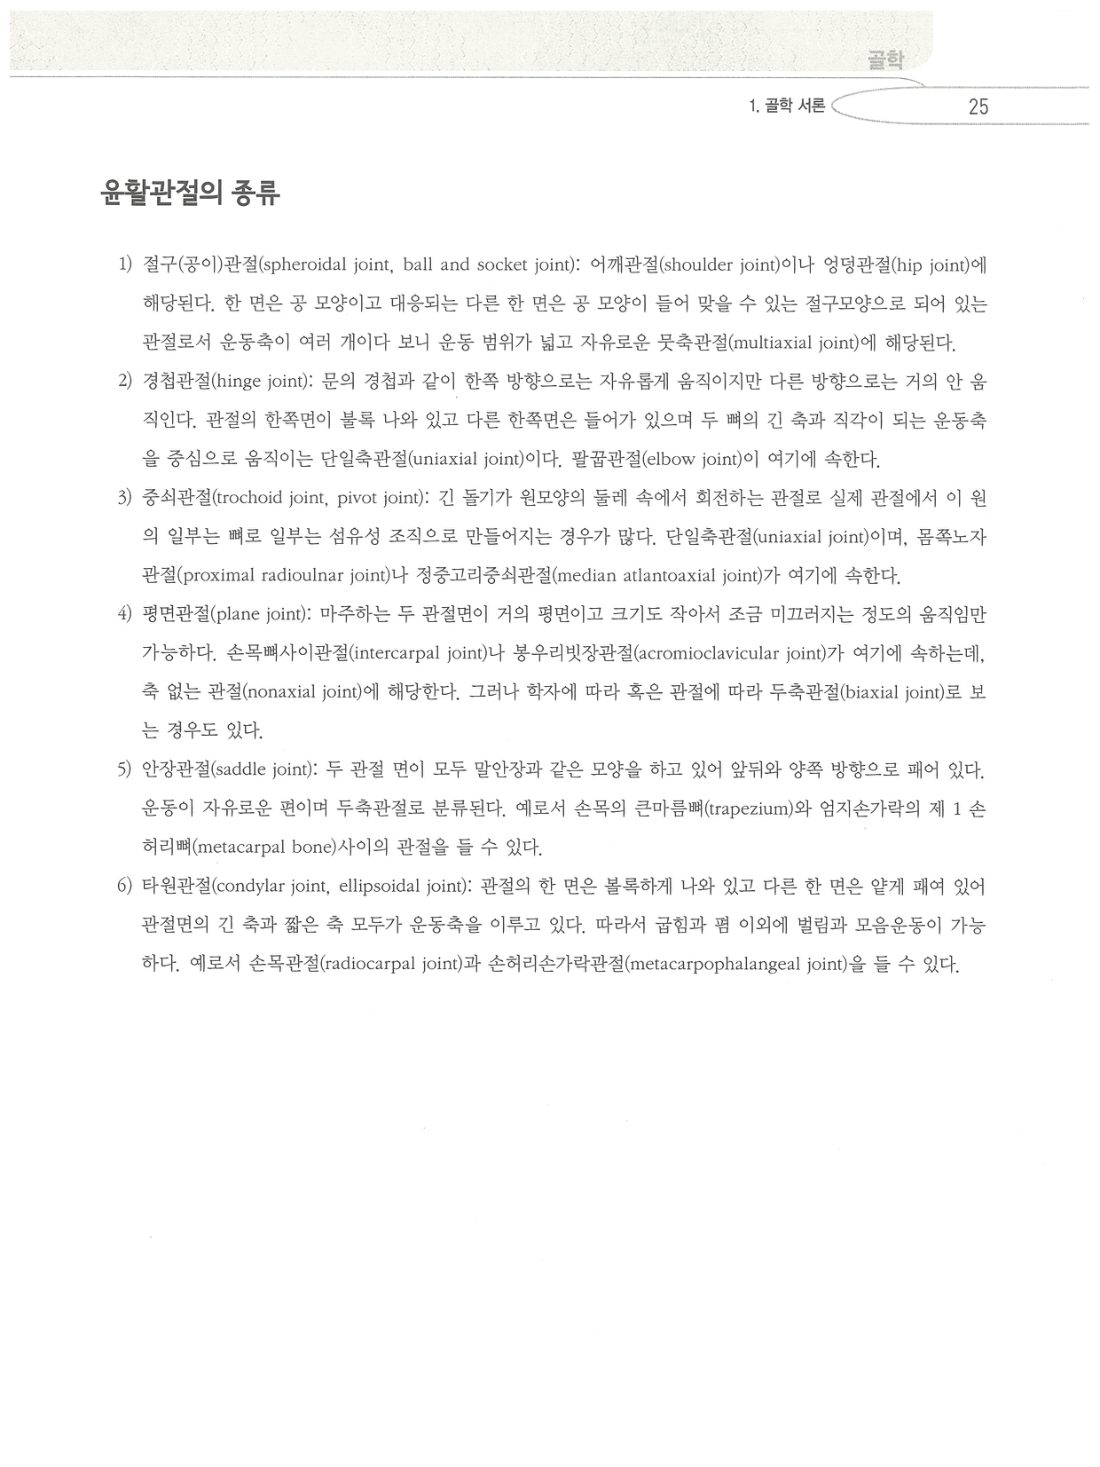 골학
1. 골학 서론
25
윤활관절의 종류
1) 절구(공이)관절(spheroidal joint, ball and socket joint): 어깨관절(shoulder joint)이나 엉덩관절(hip joint)에
해당된다. 한 면은 공 모양이고 대응되는 다른 한 면은 공 모양이 들어 맞을 수 있는 절구모양으로 되어 있는
관절로서 운동축이 여러 개이다 보니 운동 범위가 넓고 자유로운 뭇축관절(multiaxial joint)에 해당된다.
2) 경첩관절(hinge joint): 문의 경첩과 같이 한쪽 방향으로는 자유롭게 움직이지만 다른 방향으로는 거의 안 움
직인다. 관절의 한쪽면이 불록 나와 있고 다른 한쪽면은 들어가 있으며 두 뼈의 긴 축과 직각이 되는 운동축
을 중심으로 움직이는 단일축관절(uniaxial joint)이다. 팔꿉관절(elbow joint)이 여기에 속한다.
3) 중쇠관절(trochoid joint, pivot joint): 긴 돌기가 원모양의 둘레 속에서 회전하는 관절로 실제 관절에서 이 원
의 일부는 뼈로 일부는 섬유성 조직으로 만들어지는 경우가 많다. 단일축관절(uniaxial joint)이며, 몸쪽노자
관절(proximal radioulnar joint)나 정중고리중쇠관절(median atlantoaxial joint)가 여기에 속한다.
4) 평면관절(plane joint): 마주하는 두 관절면이 거의 평면이고 크기도 작아서 조금 미끄러지는 정도의 움직임만
가능하다. 손목뼈사이관절(intercarpal joint)나 봉우리빗장관절(acromioclavicular joint)가 여기에 속하는데,
축 없는 관절(nonaxial joint)에 해당한다. 그러나 학자에 따라 혹은 관절에 따라 두축관절(biaxial joint)로 보
는 경우도 있다.
5) 안장관절(saddle joint): 두 관절 면이 모두 말안장과 같은 모양을 하고 있어 앞뒤와 양쪽 방향으로 패어 있다.
운동이 자유로운 편이며 두축관절로 분류된다. 예로서 손목의 큰마름뼈(trapezium)와 엄지손가락의 제 1 손
허리뼈(metacarpal bone)사이의 관절을 들 수 있다.
6) 타원관절(condylar joint, ellipsoidal joint): 관절의 한 면은 볼록하게 나와 있고 다른 한 면은 얕게 패여 있어
관절면의 긴 축과 짧은 축 모두가 운동축을 이루고 있다. 따라서 굽힘과 폄 이외에 벌림과 모음운동이 가능
하다. 예로서 손목관절(radiocarpal joint)과 손허리손가락관절(metacarpophalangeal joint)을 들 수 있다.